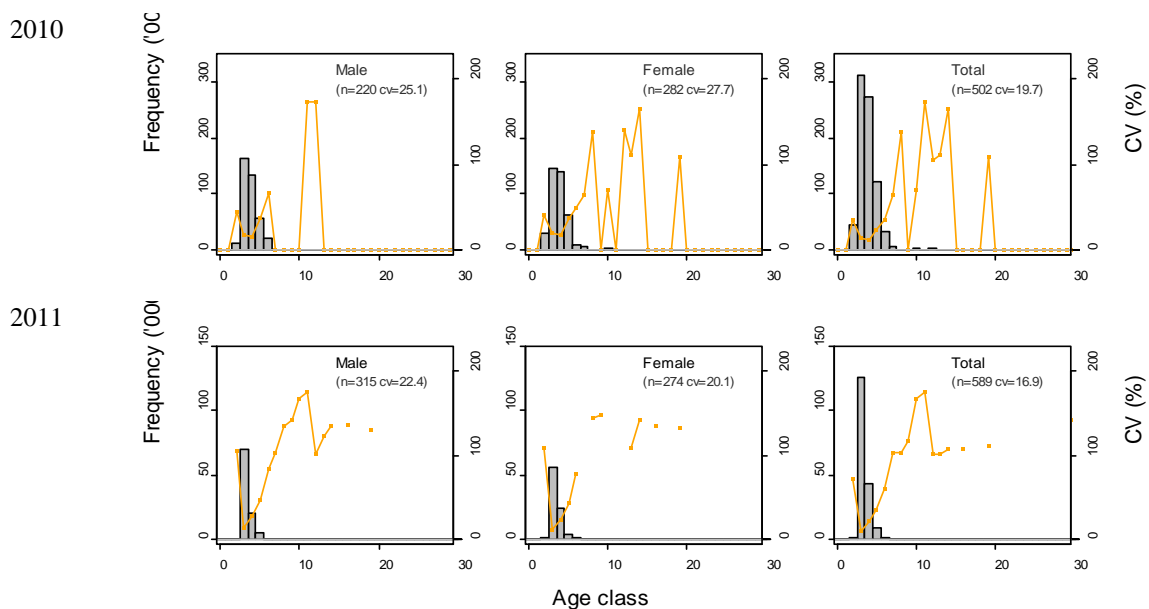 2010
Frequency ('00
300
200
100
0
Male
(n=220 cv=25.1)
200
100
0
0 10 20 30
300
200
100
0
Female
(n=282 cv=27.7)
200
100
0
0 10 20 30
300
200
100
0
Total
(n=502 cv=19.7)
200
100
0
0 10 20 30
CV (%)
2011
Frequency ('00
150
100
50
0
Male
(n=315 cv=22.4)
200
100
0
0 10 20 30
150
100
50
0
Female
(n=274 cv=20.1)
200
100
0
0 10 20 30
150
100
50
0
Total
(n=589 cv=16.9)
200
100
0
0 10 20 30
CV (%)
Age class